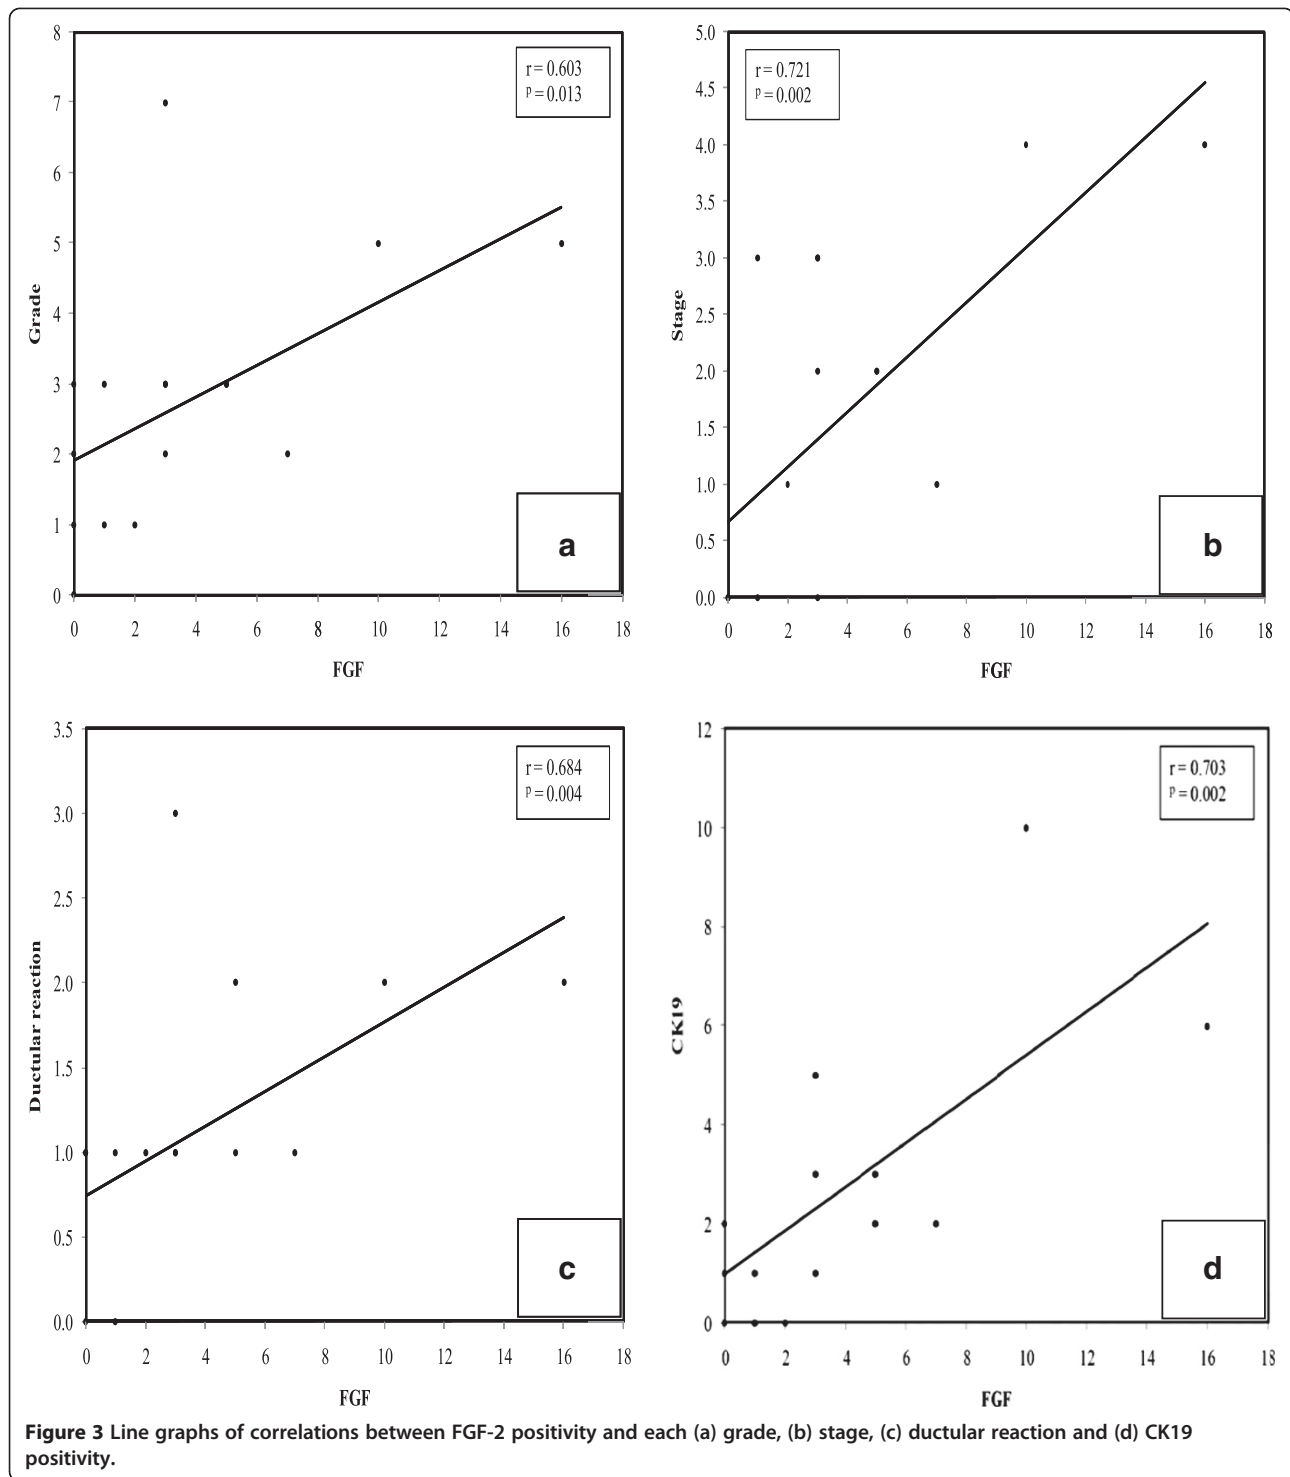 8
7
6
5
4
3
2
1
0
Grade
r = 0.603
p = 0.013
a
0 2 4 6 8 10 12 14 16 18
FGF
5.0
4.5
4.0
3.5
3.0
2.5
2.0
1.5
1.0
0.5
0.0
Stage
r = 0.721
p = 0.002
b
0 2 4 6 8 10 12 14 16 18
FGF
3.5
3.0
2.5
2.0
1.5
1.0
0.5
0.0
Ductular reaction
r = 0.684
p = 0.004
c
0 2 4 6 8 10 12 14 16 18
FGF
12
10
8
6
4
2
0
CK19
r = 0.703
p = 0.002
d
0 2 4 6 8 10 12 14 16 18
FGF
Figure 3 Line graphs of correlations between FGF-2 positivity and each (a) grade, (b) stage, (c) ductular reaction and (d) CK19
positivity.